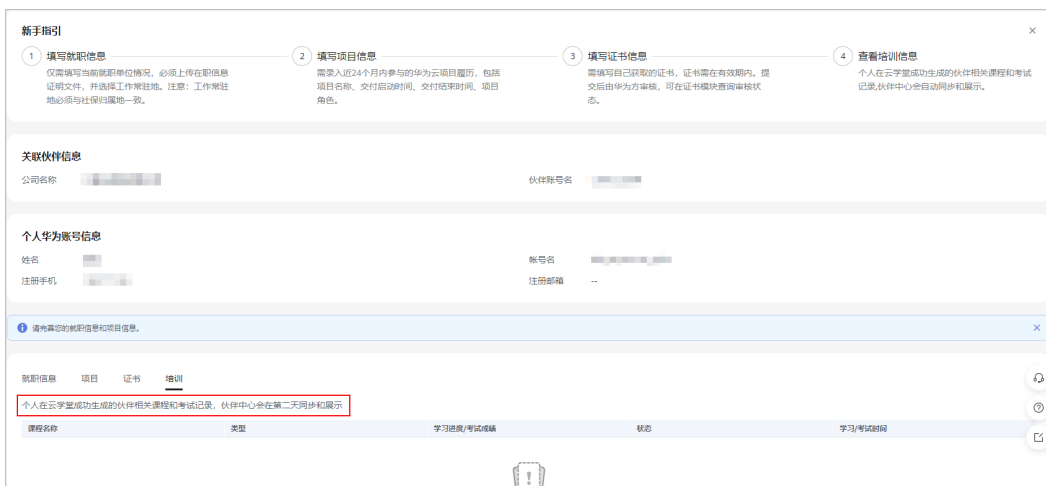 新手指引
1 填写就职信息
仅需填写当前就职单位情况，必须上传在职信息
证明文件，并选择工作常驻地。注意：工作常驻
地必须与社保归属地一致。
2 填写项目信息
需录入近24个月内参与的华为云项目履历，包括
项目名称、交付启动时间、交付结束时间、项目
角色。
3 填写证书信息
需填写自己获取的证书，证书需在有效期内。提
交后由华为方审核，可在证书模块查询审核状
态。
4 查看培训信息
个人在云学堂成功生成的伙伴相关课程和考试
记录,伙伴中心会自动同步和展示。
关联伙伴信息
公司名称
伙伴账号名
个人华为账号信息
姓名
帐号名
注册手机
注册邮箱 --
请完善您的就职信息和项目信息。
就职信息 项目 证书 培训
个人在云学堂成功生成的伙伴相关课程和考试记录，伙伴中心会在第二天同步和展示
课程名称 类型 学习进度/考试成绩 状态 学习/考试时间